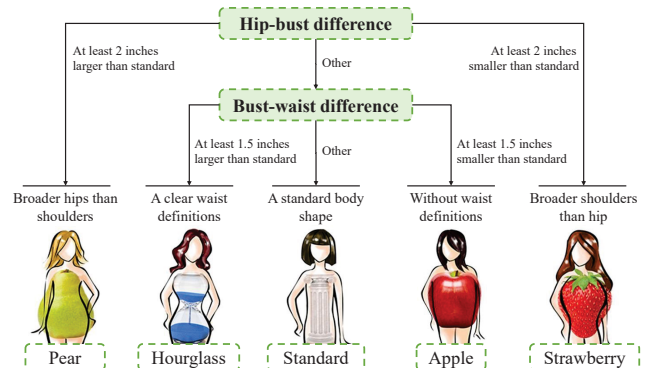 Hip-bust difference
At least 2 inches
larger than standard
Other
At least 2 inches
smaller than standard
Bust-waist difference
At least 1.5 inches
larger than standard
Other
At least 1.5 inches
smaller than standard
Broader hips than
shoulders
A clear waist
definitions
A standard body
shape
Without waist
definitions
Broader shoulders
than hip
Pear
Hourglass
Standard
Apple
Strawberry